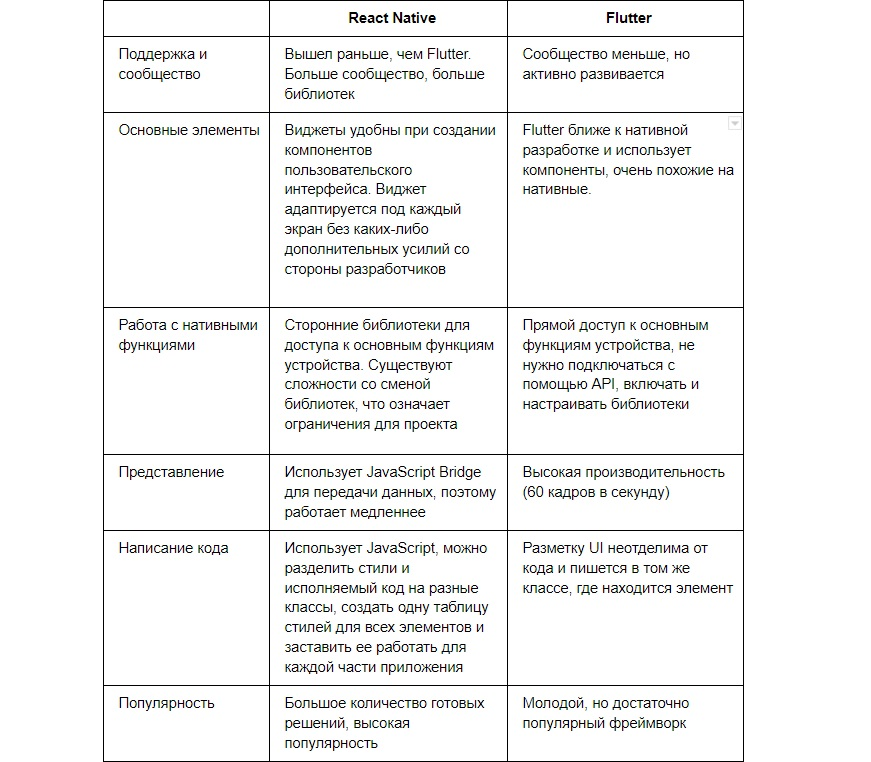 React Native
Flutter
Поддержка и
сообщество
Вышел раньше, чем Flutter.
Больше сообщество, больше
библиотек
Сообщество меньше, но
активно развивается
Основные элементы
Виджеты удобны при создании
компонентов
пользовательского
интерфейса. Виджет
адаптируется под каждый
экран без каких-либо
дополнительных усилий со
стороны разработчиков
Flutter ближе к нативной
разработке и использует
компоненты, очень похожие на
нативные.
Работа с нативными
функциями
Сторонние библиотеки для
доступа к основным функциям
устройства. Существуют
сложности со сменой
библиотек, что означает
ограничения для проекта
Прямой доступ к основным
функциям устройства, не
нужно подключаться с
помощью API, включать и
настраивать библиотеки
Представление
Использует JavaScript Bridge
для передачи данных, поэтому
работает медленнее
Высокая производительность
(60 кадров в секунду)
Написание кода
Использует JavaScript, можно
разделить стили и
исполняемый код на разные
классы, создать одну таблицу
стилей для всех элементов и
заставить ее работать для
каждой части приложения
Разметку UI неотделима от
кода и пишется в том же
классе, где находится элемент
Популярность
Большое количество готовых
решений, высокая
популярность
Молодой, но достаточно
популярный фреймворк